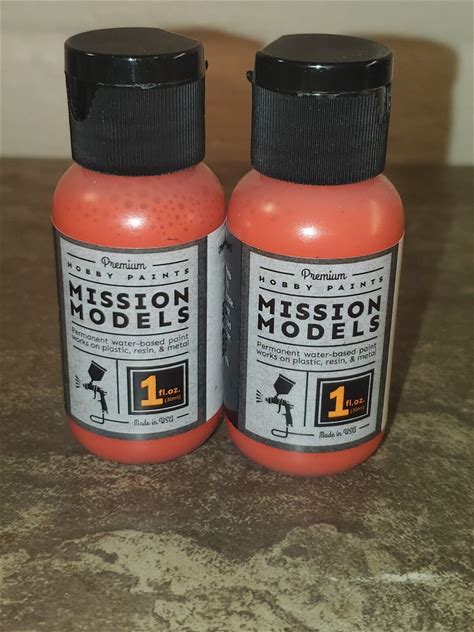 Premium
HOBBY PAINTS
MISSION
MODELS
Permanent water-based paint
works on plastic, resin, & metal
1 fl.oz.
(30ml)
Made in USA
Premium
HOBBY PAINTS
MISSION
MODELS
Permanent water-based paint
works on plastic, resin, & metal
1 fl.oz.
(30ml)
Made in USA